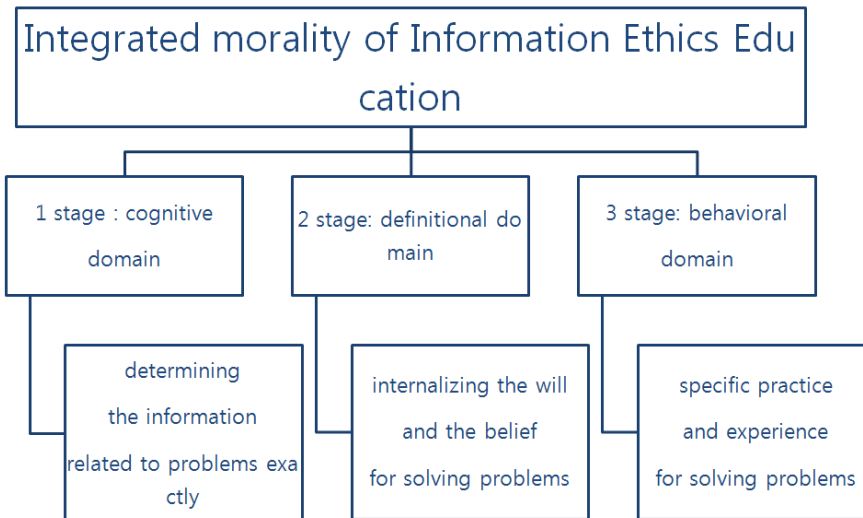 Integrated morality of Information Ethics Edu
cation
1 stage : cognitive
domain
2 stage: definitional do
main
3 stage: behavioral
domain
determining
the information
related to problems exa
ctly
internalizing the will
and the belief
for solving problems
specific practice
and experience
for solving problems